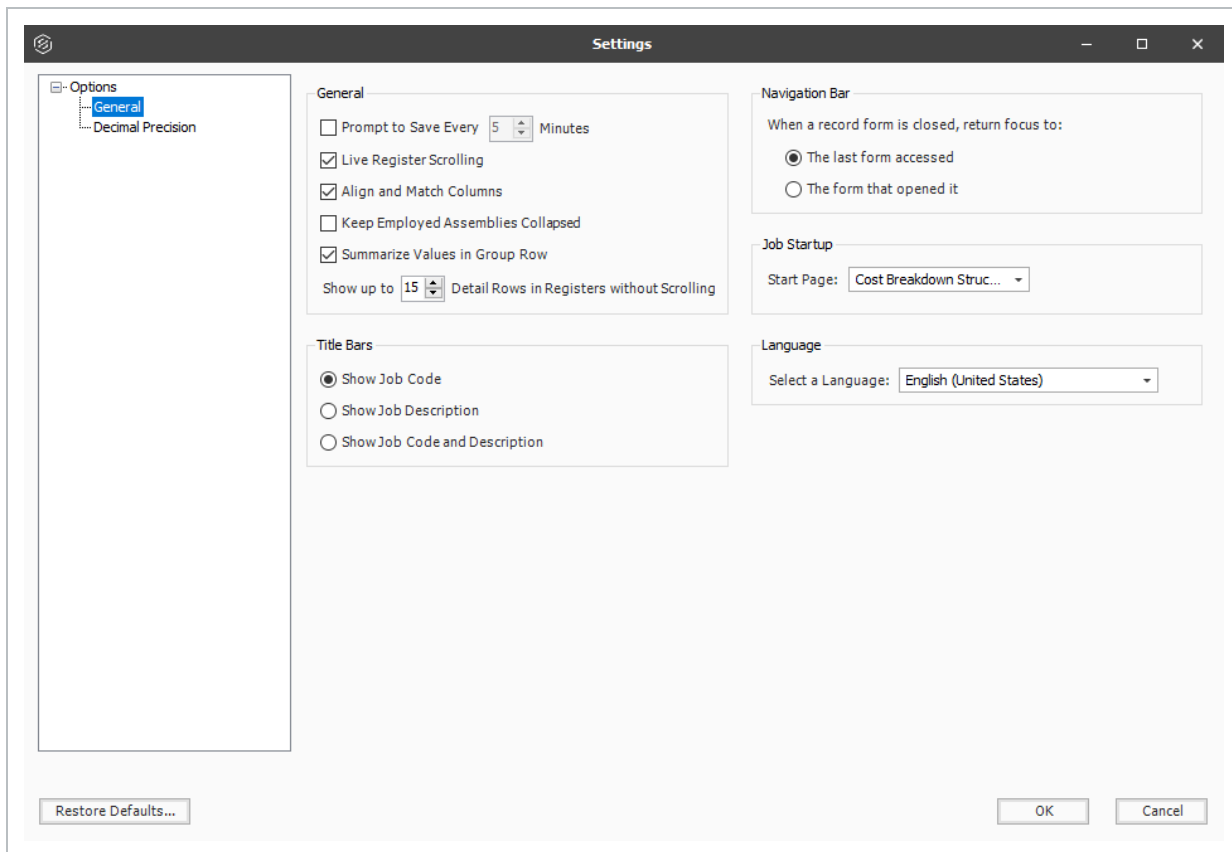 Settings
Options
General
Decimal Precision
General
Prompt to Save Every 5 Minutes
Live Register Scrolling
Align and Match Columns
Keep Employed Assemblies Collapsed
Summarize Values in Group Row
Show up to 15 Detail Rows in Registers without Scrolling
Title Bars
Show Job Code
Show Job Description
Show Job Code and Description
Navigation Bar
When a record form is closed, return focus to:
The last form accessed
The form that opened it
Job Startup
Start Page: Cost Breakdown Struc...
Language
Select a Language: English (United States)
Restore Defaults...
OK
Cancel